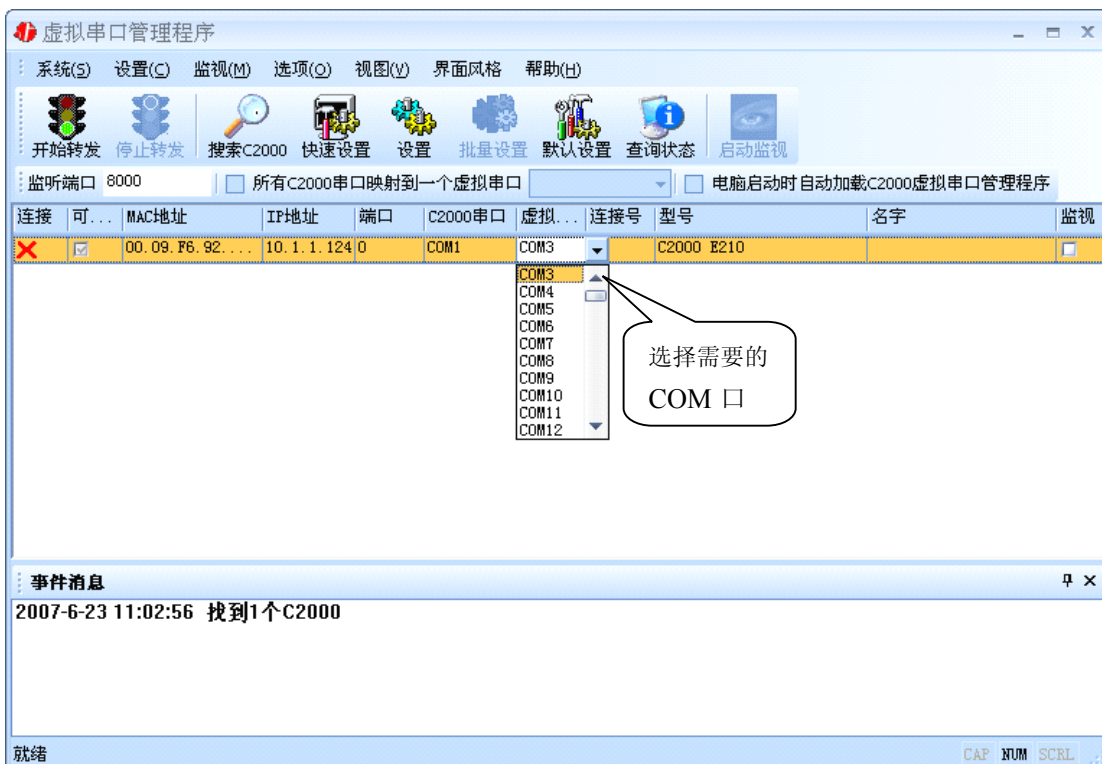 虚拟串口管理程序
系统(S) 设置(C) 监视(M) 选项(O) 视图(V) 界面风格 帮助(H)
开始转发 停止转发 搜索C2000 快速设置 设置 批量设置 默认设置 查询状态 启动监视
监听端口 8000 所有C2000串口映射到一个虚拟串口 电脑启动时自动加载C2000虚拟串口管理程序
连接 可... MAC地址 IP地址 端口 C2000串口 虚拟... 连接号 型号 名字 监视
00.09.F6.92.... 10.1.1.124 0 COM1 COM3 C2000 E210
COM3
COM4
COM5
COM6
COM7
COM8
COM9
COM10
COM11
COM12
选择需要的
COM 口
事件消息
2007-6-23 11:02:56 找到1个C2000
就绪 CAP NUM SCRL